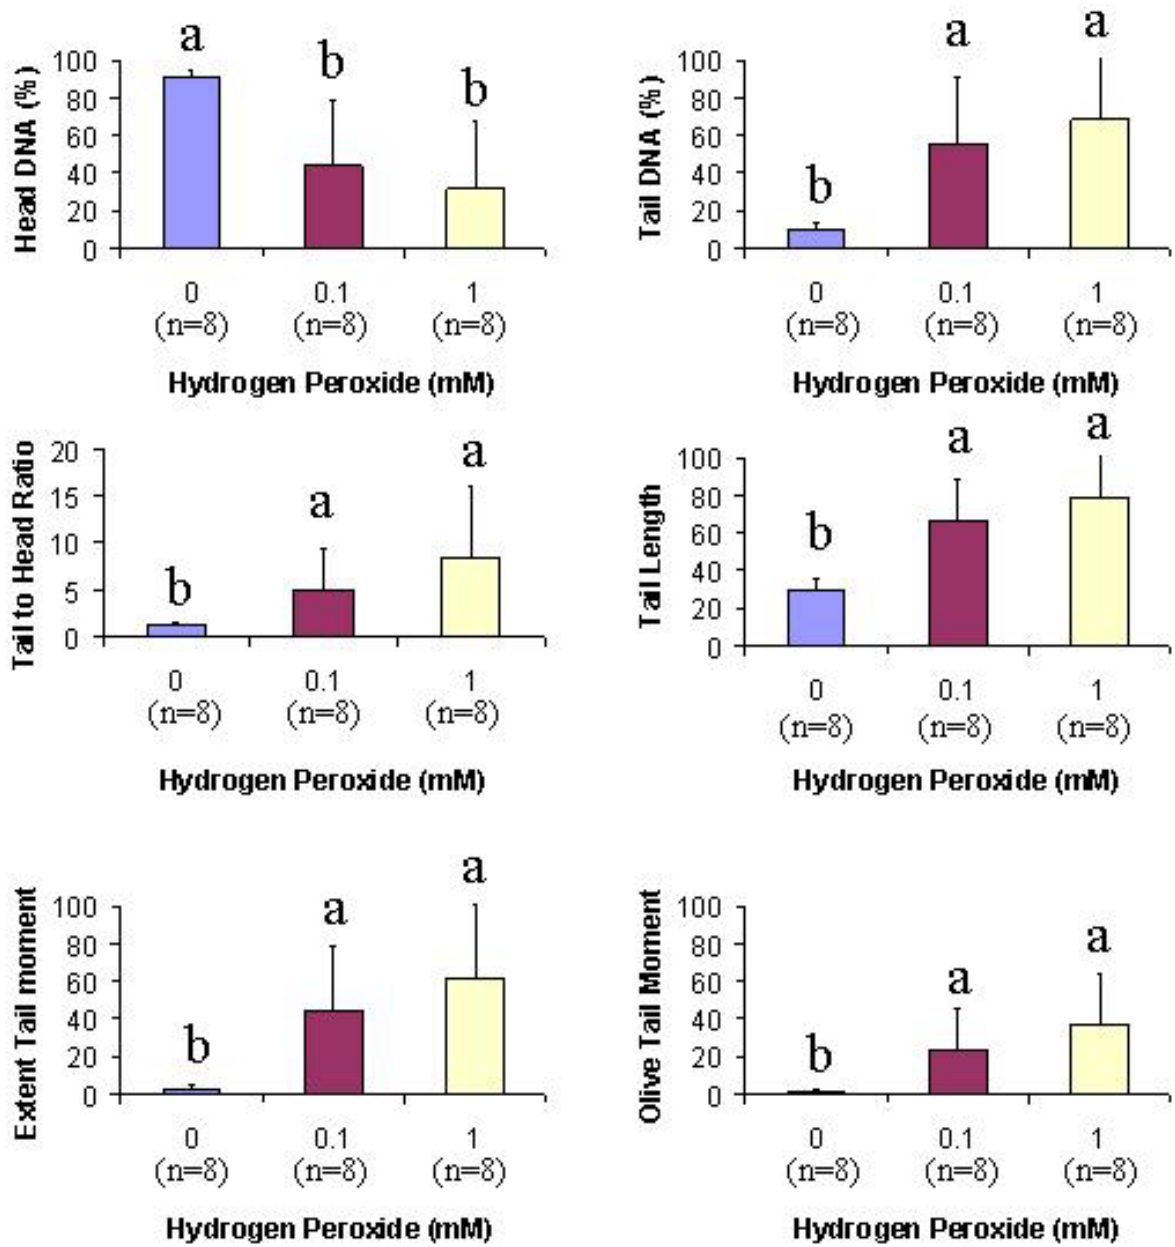 a
b
b
Head DNA (%)
100
80
60
40
20
0
0
0.1
1
(n=8)
(n=8)
(n=8)
Hydrogen Peroxide (mM)
b
a
a
Tail DNA (%)
100
80
60
40
20
0
0
0.1
1
(n=8)
(n=8)
(n=8)
Hydrogen Peroxide (mM)
b
a
a
Tail to Head Ratio
20
15
10
5
0
0
0.1
1
(n=8)
(n=8)
(n=8)
Hydrogen Peroxide (mM)
b
a
a
Tail Length
100
80
60
40
20
0
0
0.1
1
(n=8)
(n=8)
(n=8)
Hydrogen Peroxide (mM)
b
a
a
Extent Tail moment
100
80
60
40
20
0
0
0.1
1
(n=8)
(n=8)
(n=8)
Hydrogen Peroxide (mM)
b
a
a
Olive Tail Moment
100
80
60
40
20
0
0
0.1
1
(n=8)
(n=8)
(n=8)
Hydrogen Peroxide (mM)